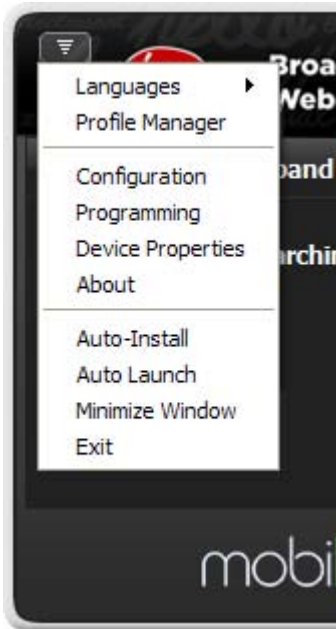 Broa
Web
Languages
Profile Manager
band
Configuration
Programming
Device Properties
archin
About
Auto-Install
Auto Launch
Minimize Window
Exit
mobi